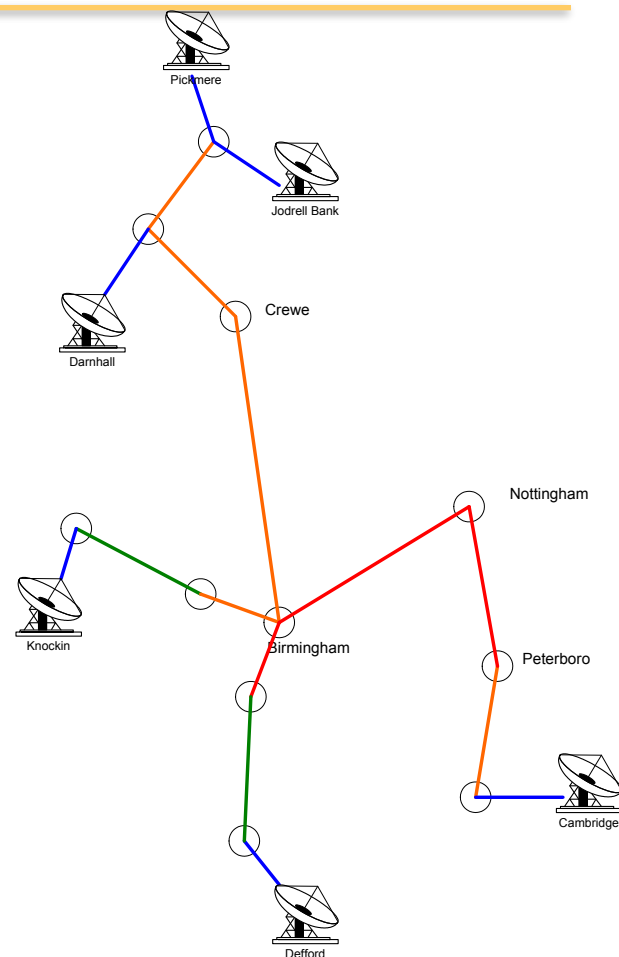 Pickmere
Jodrell Bank
Crewe
Darnhall
Nottingham
Knockin
Birmingham
Peterboro
Cambridge
Defford